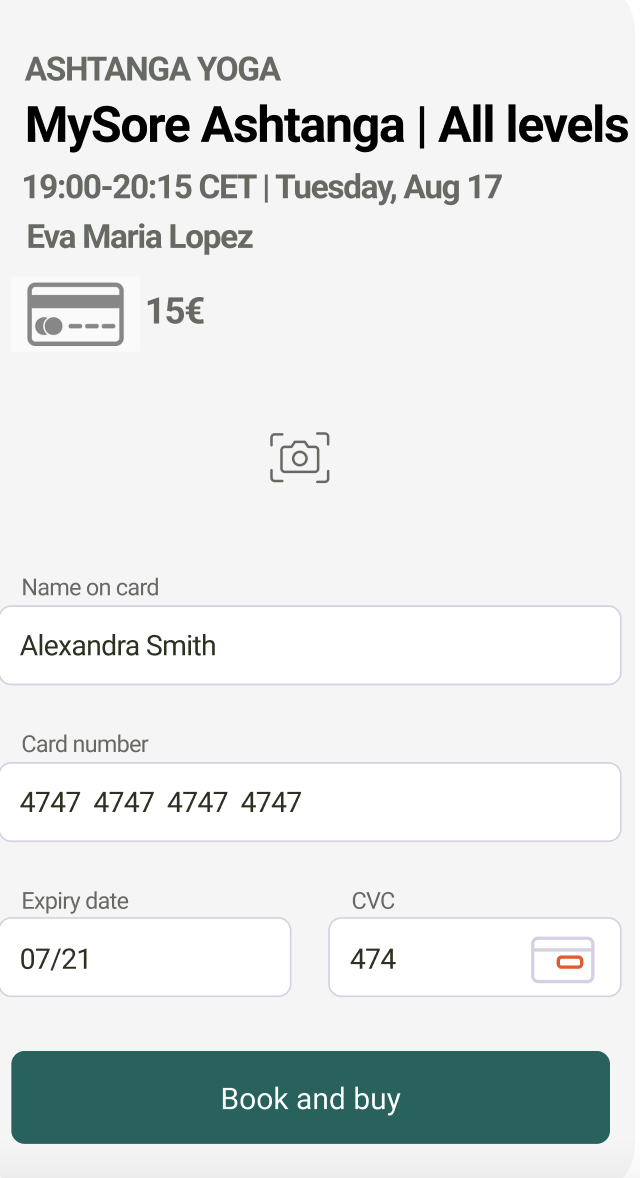 ASHTANGA YOGA
MySore Ashtanga | All levels
19:00-20:15 CET | Tuesday, Aug 17
Eva Maria Lopez
15€
Name on card
Alexandra Smith
Card number
4747 4747 4747 4747
Expiry date CVC
07/21 474
Book and buy